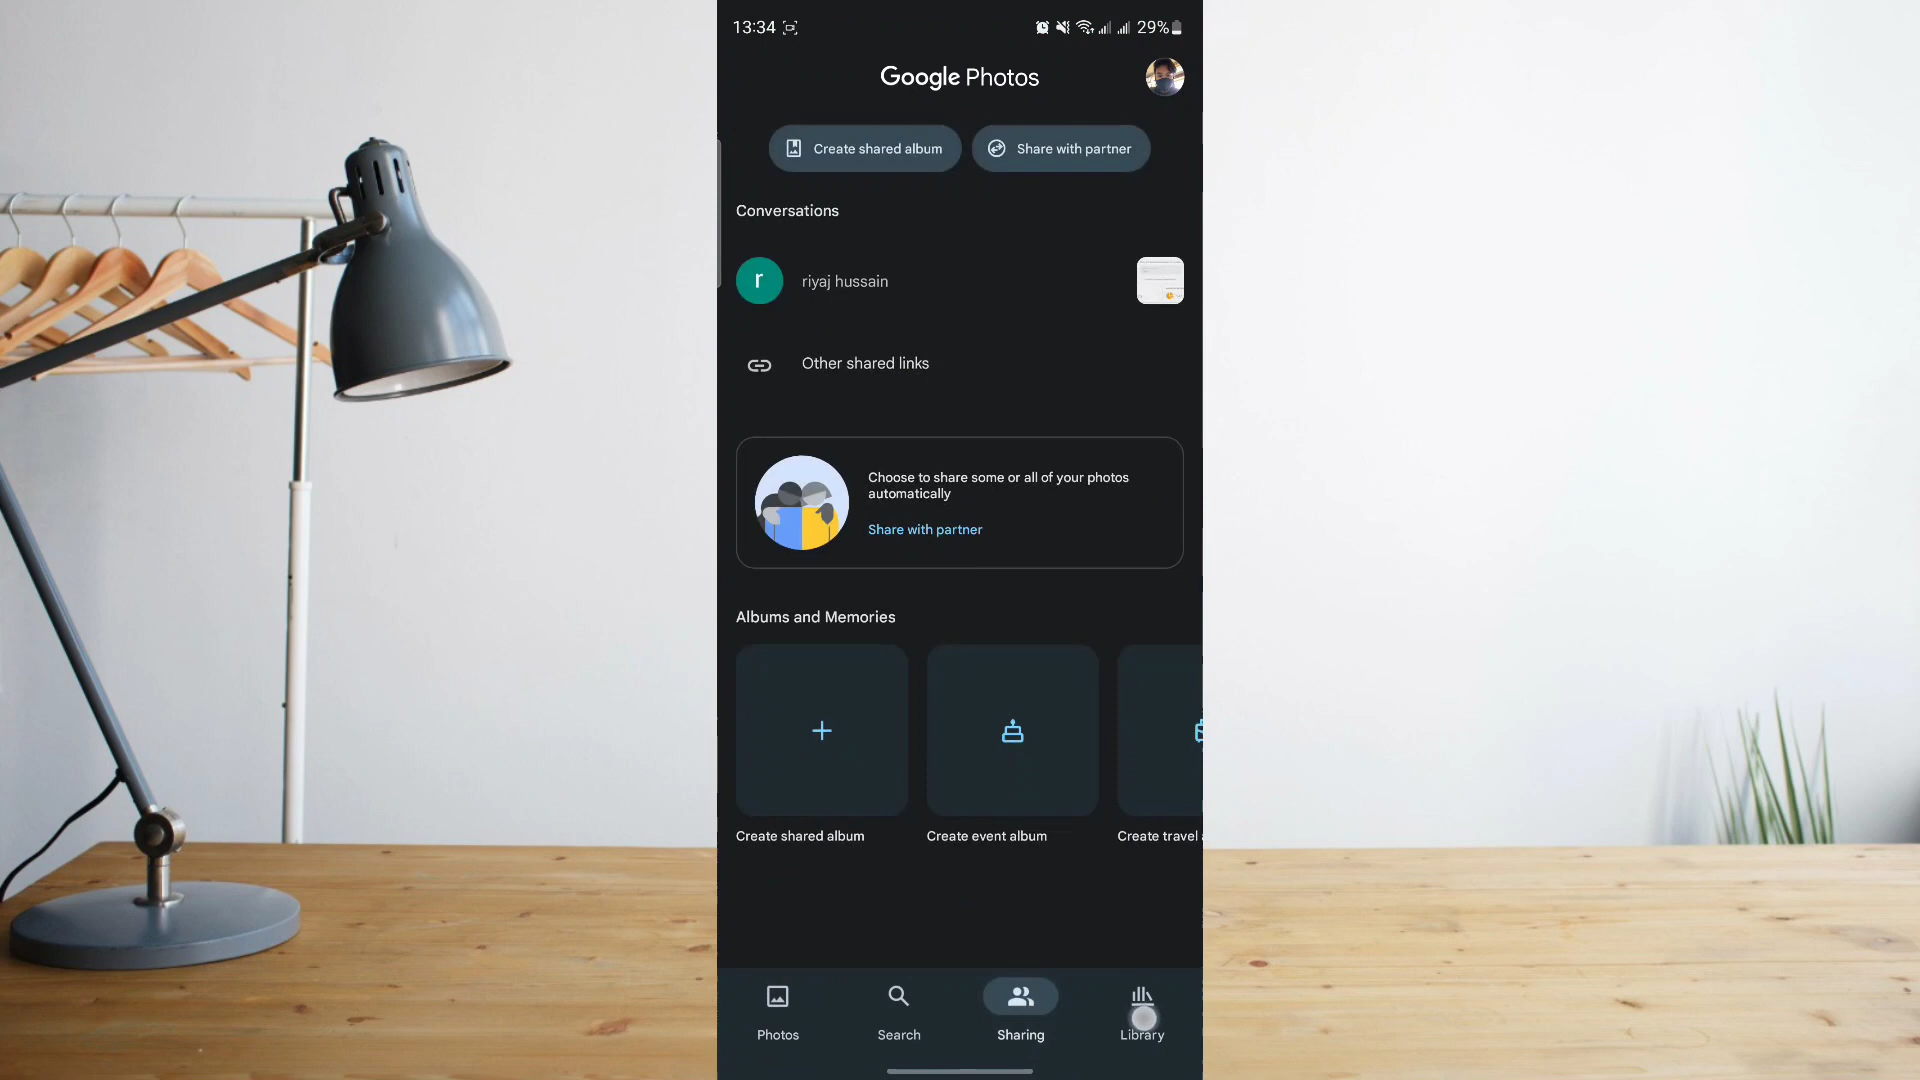 13:34
29%
Google Photos
Create shared album
Share with partner
Conversations
r
riyaj hussain
Other shared links
Choose to share some or all of your photos
automatically
Share with partner
Albums and Memories
Create shared album
Create event album
Create travel
Photos
Search
Sharing
Library